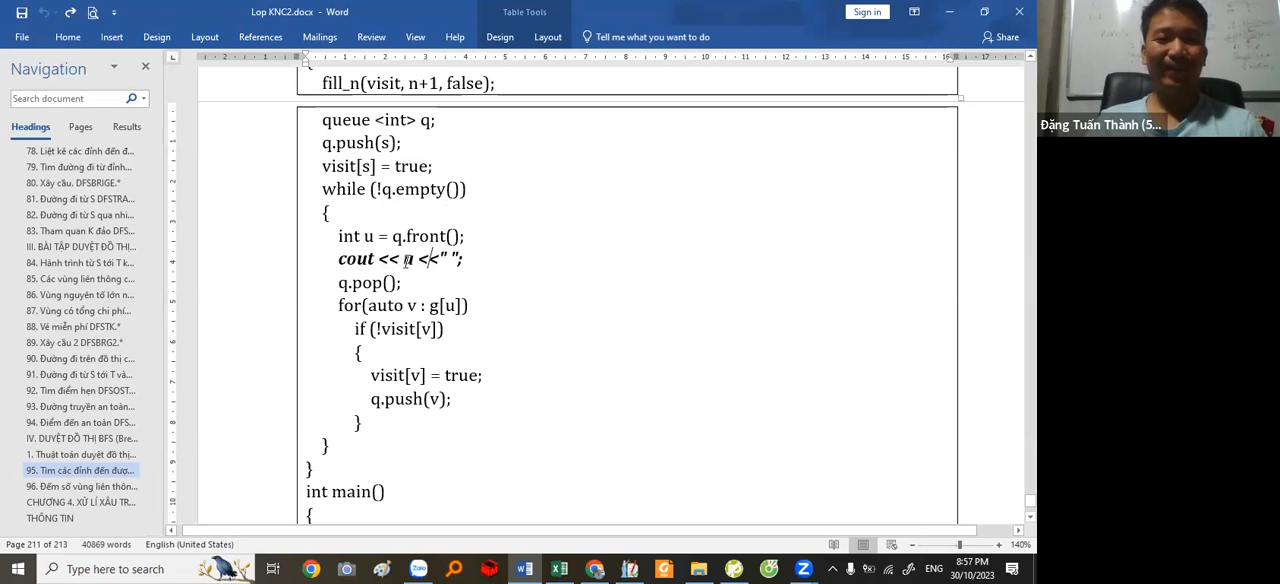 Lop KNC2.docx - Word
Table Tools
Sign in
File
Home
Insert
Design
Layout
References
Mailings
Review
View
Help
Design
Layout
Tell me what you want to do
Share
Navigation
Search document
Headings
Pages
Results
78. Liệt kê các đỉnh đến đ...
79. Tìm đường đi từ đỉnh...
80. Xây cầu. DFSBRIGE.*
81. Đường đi từ S DFSTRA...
82. Đường đi từ S qua nhi...
83. Tham quan K đảo DFS...
III. BÀI TẬP DUYỆT ĐỒ THỊ...
84. Hành trình từ S tới T k...
85. Các vùng liên thông c...
86. Vùng nguyên tố lớn n...
87. Vùng có tổng chi phí...
88. Vé miễn phí DFSTK.*
89. Xây cầu 2 DFSBRG2.*
90. Đường đi trên đồ thị c...
91. Đường đi từ S tới T và...
92. Tìm điểm hẹn DFSOST...
93. Đường truyền an toàn...
94. Điểm đến an toàn DFS...
IV. DUYỆT ĐỒ THỊ BFS (Bre...
1. Thuật toán duyệt đồ thị...
95. Tìm các đỉnh đến đượ...
96. Đếm số vùng liên thôn...
CHƯƠNG 4. XỬ LÍ XÂU TR...
THÔNG TIN
{
fill_n(visit, n+1, false);
queue <int> q;
q.push(s);
visit[s] = true;
while (!q.empty())
{
int u = q.front();
cout << u <<" ";
q.pop();
for(auto v : g[u])
if (!visit[v])
{
visit[v] = true;
q.push(v);
}
}
}
int main()
{
Đặng Tuấn Thành (5...
Page 211 of 213
40869 words
English (United States)
140%
Type here to search
ENG
8:57 PM
30/10/2023